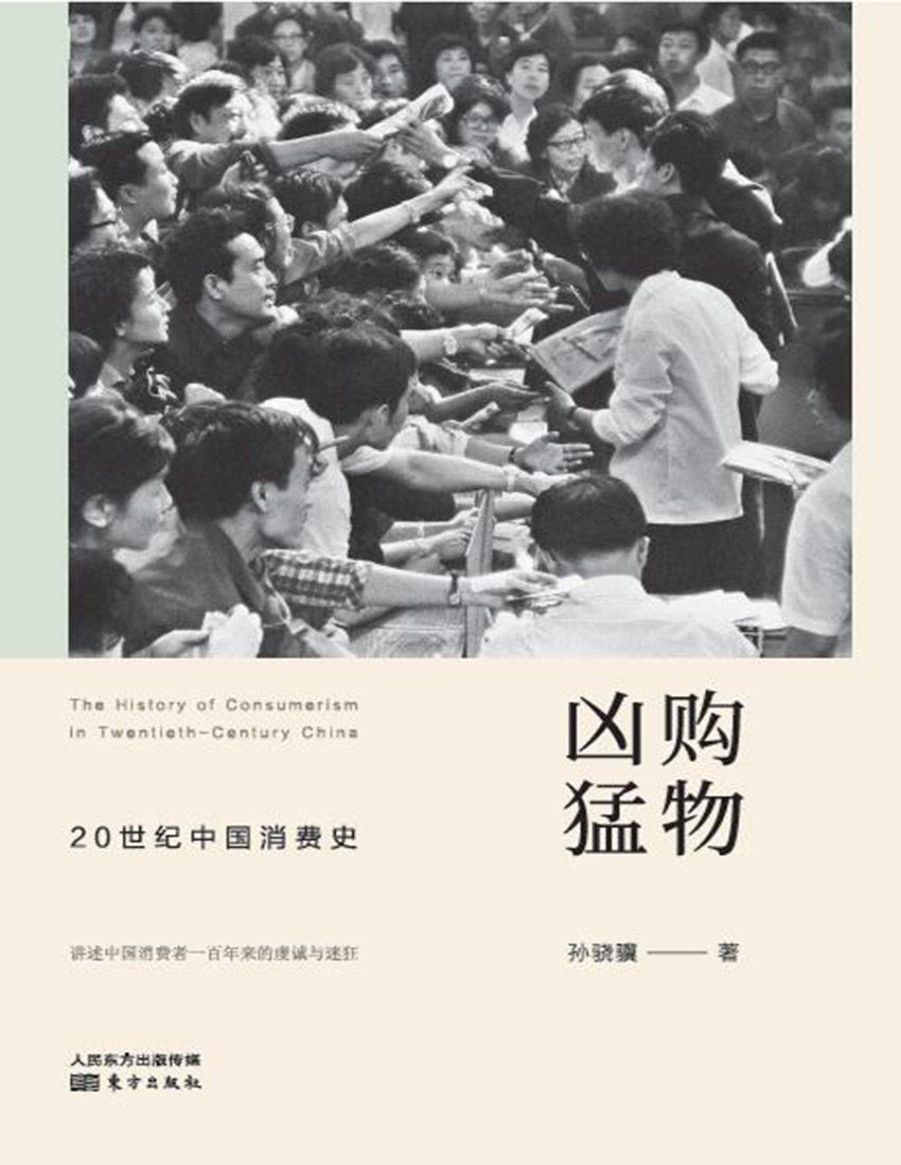 The History of Consumerism
in Twentieth-Century China
购物
凶猛
20世纪中国消费史
讲述中国消费者一百年来的虔诚与迷狂
孙骁骥 —— 著
人民东方出版传媒
东方出版社